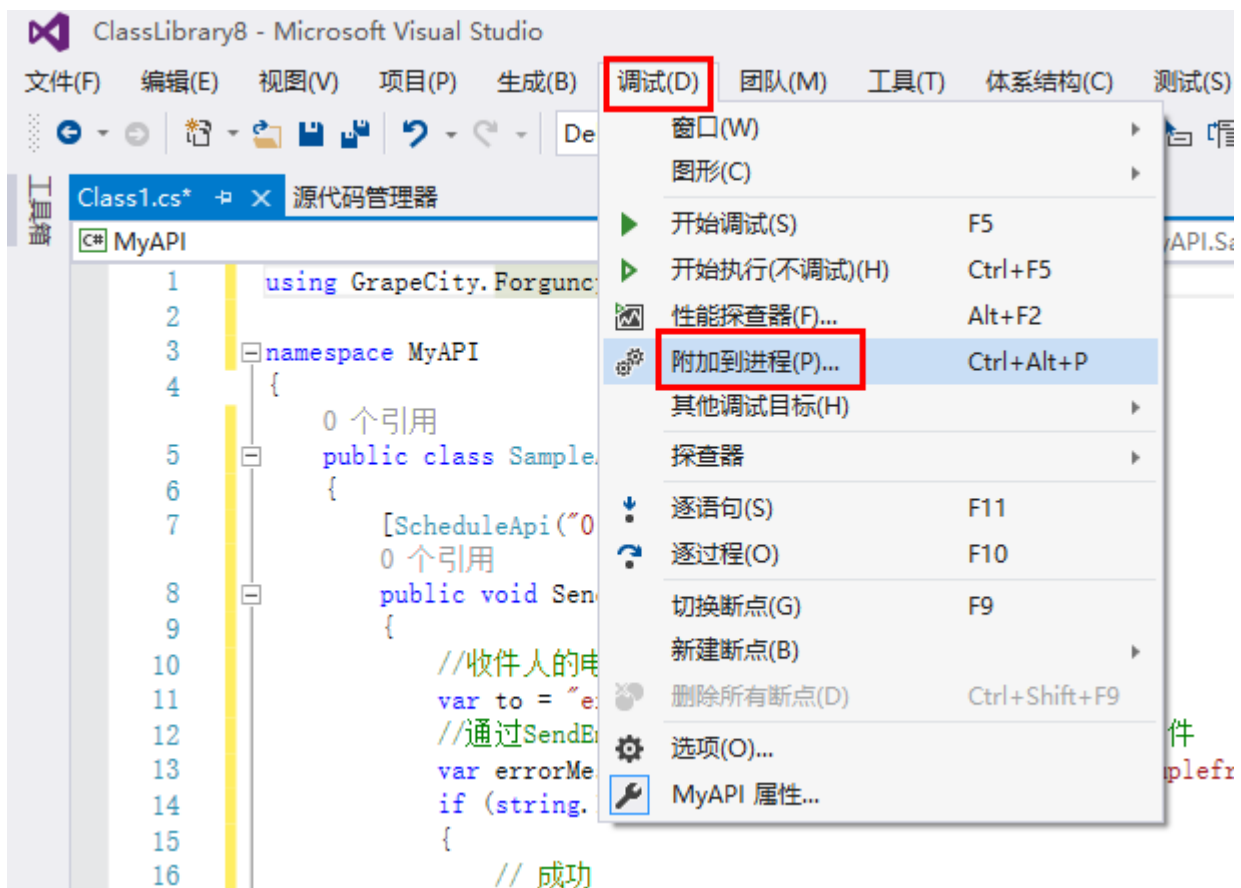 ClassLibrary8 - Microsoft Visual Studio
文件(F) 编辑(E) 视图(V) 项目(P) 生成(B) 调试(D) 团队(M) 工具(T) 体系结构(C) 测试(S)
De
工具箱
Class1.cs* 源代码管理器
C# MyAPI
窗口(W)
图形(C)
开始调试(S) F5
开始执行(不调试)(H) Ctrl+F5
性能探查器(F)... Alt+F2
附加到进程(P)... Ctrl+Alt+P
其他调试目标(H)
探查器
逐语句(S) F11
逐过程(O) F10
切换断点(G) F9
新建断点(B)
删除所有断点(D) Ctrl+Shift+F9
选项(O)...
MyAPI 属性...
1 using GrapeCity.Forgunc
2
3 namespace MyAPI
4 {
0 个引用
5 public class Sample
6 {
7 [ScheduleApi("0
0 个引用
8 public void Sen
9 {
10 //收件人的电
11 var to = "e
12 //通过SendE 件
13 var errorMe plefr
14 if (string.
15 {
16 // 成功